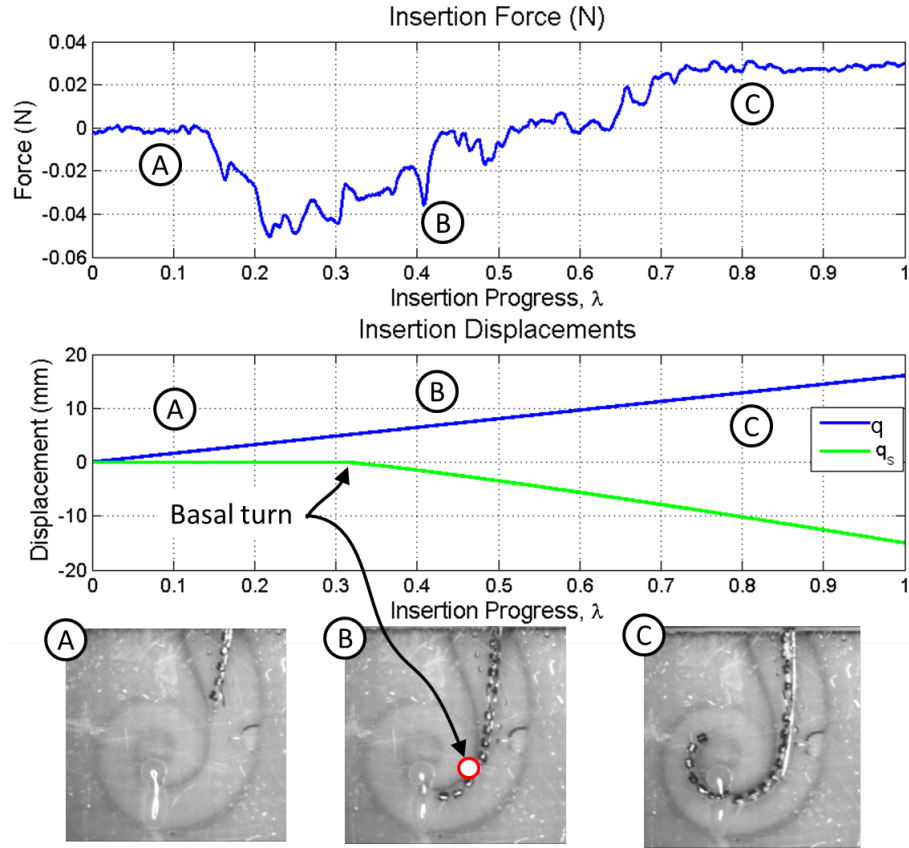 Insertion Force (N)
0.04
0.02
0
-0.02
-0.04
-0.06
Force (N)
A
B
C
0 0.1 0.2 0.3 0.4 0.5 0.6 0.7 0.8 0.9 1
Insertion Progress, λ
Insertion Displacements
20
10
0
-10
-20
Displacement (mm)
A
B
C
q
qs
Basal turn
0 0.1 0.2 0.3 0.4 0.5 0.6 0.7 0.8 0.9 1
Insertion Progress, λ
A
B
C